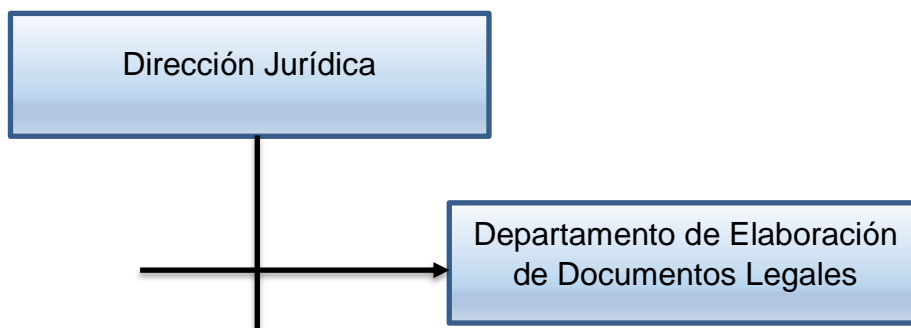 Dirección Jurídica
Departamento de Elaboración
de Documentos Legales